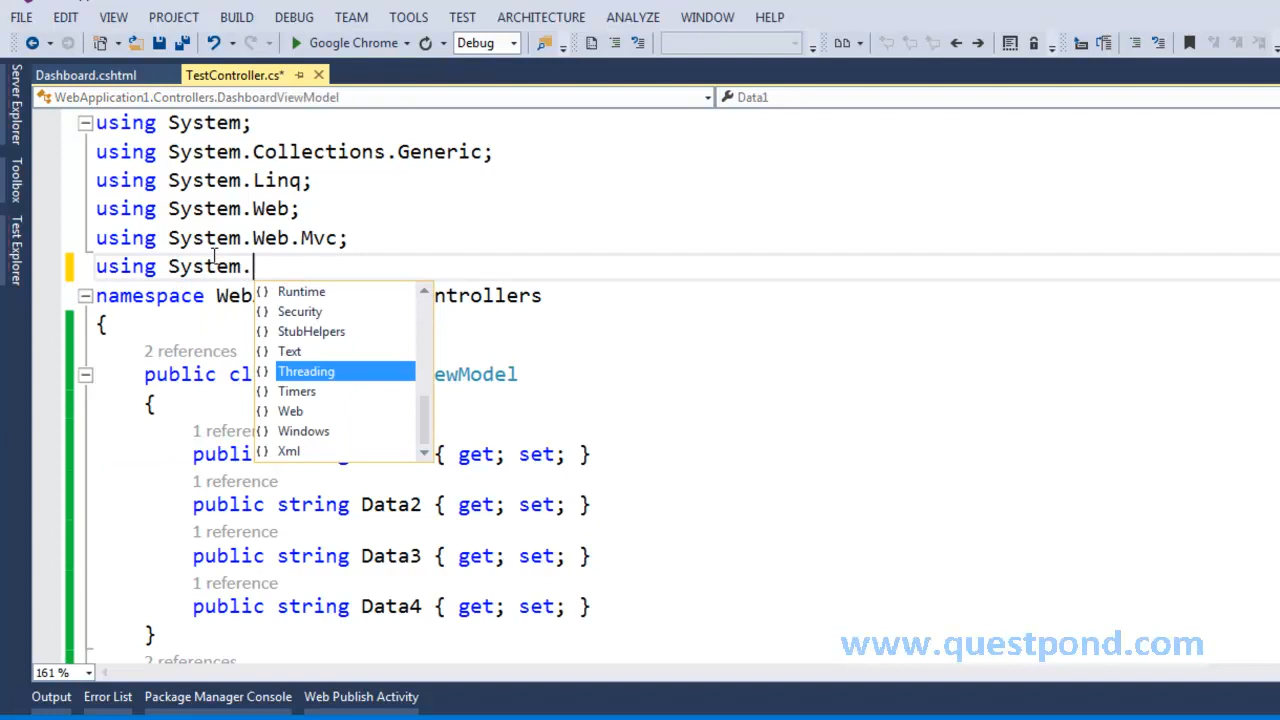 FILE EDIT VIEW PROJECT BUILD DEBUG TEAM TOOLS TEST ARCHITECTURE ANALYZE WINDOW HELP
Google Chrome Debug
Server Explorer
Toolbox
Test Explorer
Dashboard.cshtml TestController.cs*
WebApplication1.Controllers.DashboardViewModel Data1
using System;
using System.Collections.Generic;
using System.Linq;
using System.Web;
using System.Web.Mvc;
using System.
{} Runtime
{} Security
{} StubHelpers
{} Text
{} Threading
{} Timers
{} Web
{} Windows
{} Xml
namespace Web ntrollers
{
2 references
public cl ewModel
{
1 refere
publi { get; set; }
1 reference
public string Data2 { get; set; }
1 reference
public string Data3 { get; set; }
1 reference
public string Data4 { get; set; }
}
2 references
www.questpond.com
161 %
Output Error List Package Manager Console Web Publish Activity